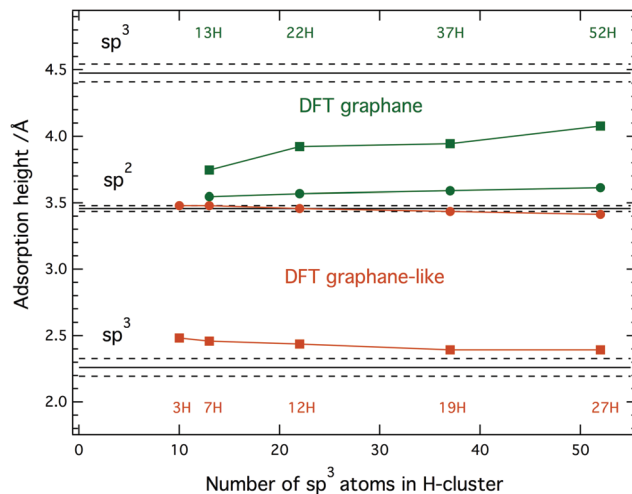 sp³
13H 22H 37H 52H
4.5
DFT graphane
4.0
sp²
3.5
3.0
DFT graphane-like
sp³
2.5
2.0
3H 7H 12H 19H 27H
0 10 20 30 40 50
Adsorption height /Å
Number of sp³ atoms in H-cluster